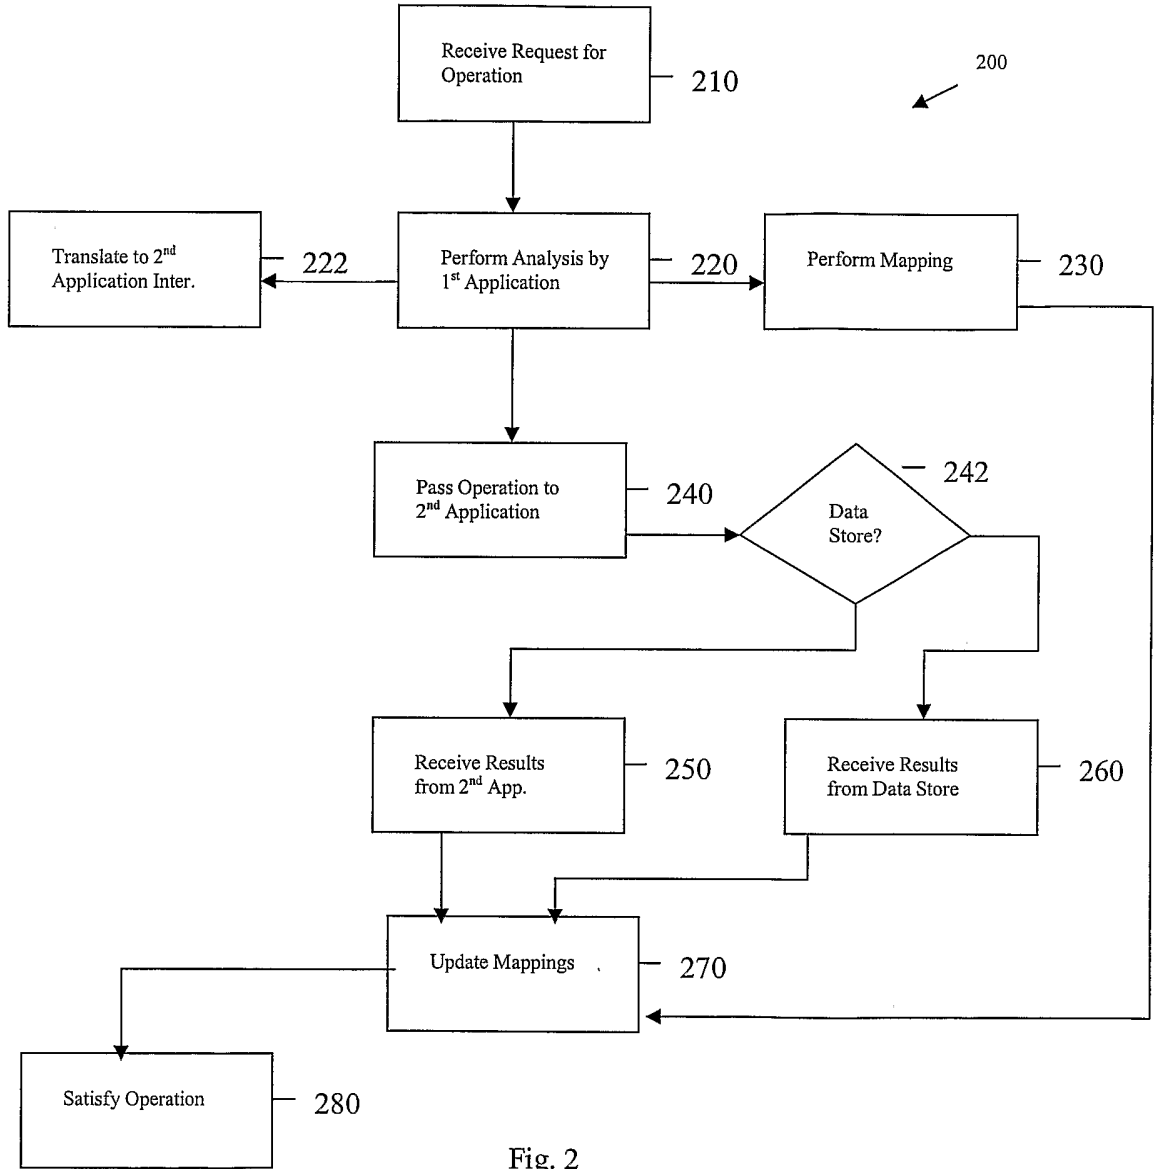 Receive Request for
Operation
210
200
Translate to 2nd
Application Inter.
222
Perform Analysis by
1st Application
220
Perform Mapping
230
Pass Operation to
2nd Application
240
Data
Store?
242
Receive Results
from 2nd App.
250
Receive Results
from Data Store
260
Update Mappings
270
Satisfy Operation
280
Fig. 2